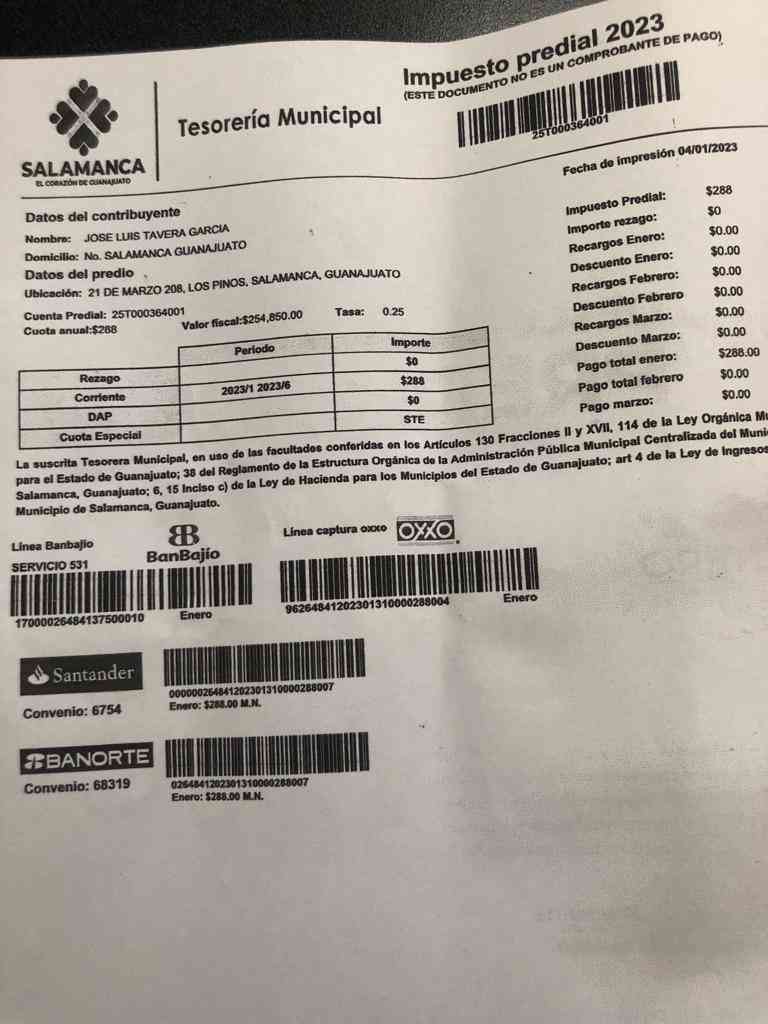 Impuesto predial 2023
(ESTE DOCUMENTO NO ES UN COMPROBANTE DE PAGO)
25T000364001
SALAMANCA
EL CORAZÓN DE GUANAJUATO
Tesorería Municipal
Fecha de impresión 04/01/2023
Datos del contribuyente
Nombre: JOSE LUIS TAVERA GARCIA
Domicilio: No. SALAMANCA GUANAJUATO
Datos del predio
Ubicación: 21 DE MARZO 208, LOS PINOS, SALAMANCA, GUANAJUATO
Cuenta Predial: 25T000364001
Cuota anual:$288 Valor fiscal:$254,850.00 Tasa: 0.25
Impuesto Predial: $288
Importe rezago: $0
Recargos Enero: $0.00
Descuento Enero: $0.00
Recargos Febrero: $0.00
Descuento Febrero $0.00
Recargos Marzo: $0.00
Descuento Marzo: $0.00
Pago total enero: $288.00
Pago total febrero $0.00
Pago marzo: $0.00
Periodo Importe
Rezago $0
Corriente 2023/1 2023/6 $288
DAP $0
Cuota Especial STE
La suscrita Tesorera Municipal, en uso de las facultades conferidas en los Artículos 130 Fracciones II y XVII, 114 de la Ley Orgánica Mu
para el Estado de Guanajuato; 38 del Reglamento de la Estructura Orgánica de la Administración Pública Municipal Centralizada del Muni
Salamanca, Guanajuato; 6, 15 Inciso c) de la Ley de Hacienda para los Municipios del Estado de Guanajuato; art 4 de la Ley de Ingresos
Municipio de Salamanca, Guanajuato.
Línea Banbajio
BanBajío
Línea captura oxxo
OXXO
SERVICIO 531
17000026484137500010 Enero
96264841202301310000288004 Enero
Santander
Convenio: 6754
0000002648412023013100002​88007
Enero: $288.00 M.N.
BANORTE
Convenio: 68319
0264841202301310000288007
Enero: $288.00 M.N.